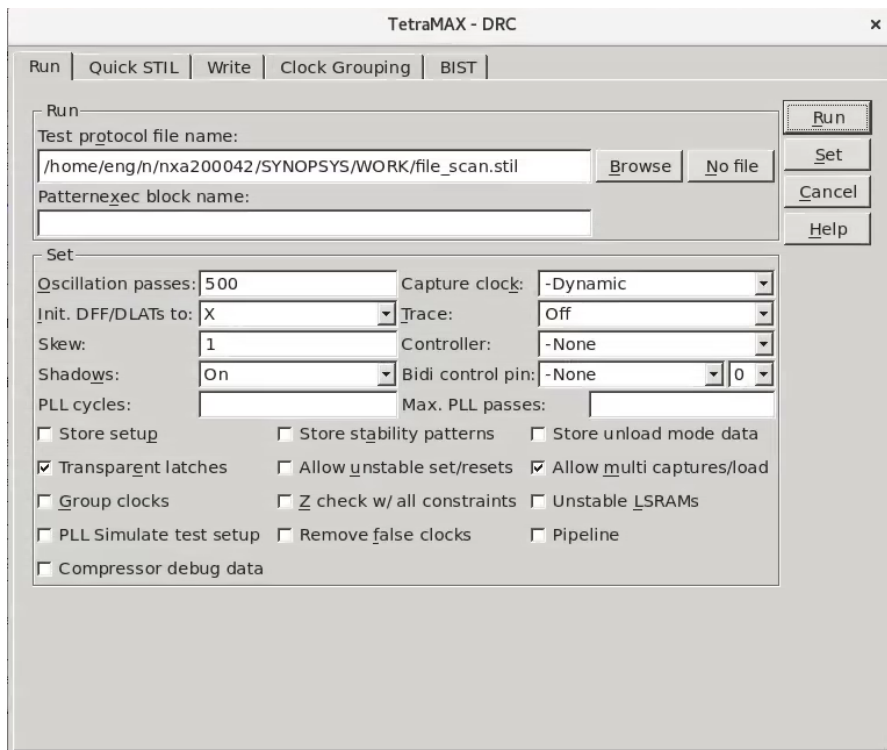 TetraMAX - DRC ×
Run Quick STIL Write Clock Grouping BIST
Run
Test protocol file name:
/home/eng/n/nxa200042/SYNOPSYS/WORK/file_scan.stil Browse No file
Patternexec block name:
Run
Set
Cancel
Help
Set
Oscillation passes: 500 Capture clock: -Dynamic
Init. DFF/DLATs to: X Trace: Off
Skew: 1 Controller: -None
Shadows: On Bidi control pin: -None 0
PLL cycles: Max. PLL passes:
Store setup Store stability patterns Store unload mode data
Transparent latches Allow unstable set/resets Allow multi captures/load
Group clocks Z check w/ all constraints Unstable LSRAMs
PLL Simulate test setup Remove false clocks Pipeline
Compressor debug data